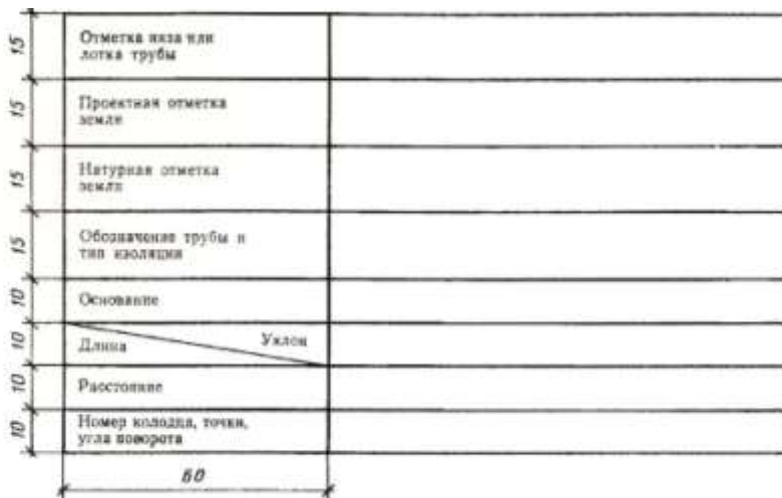 15
Отметка низа или
лотка трубы
15
Проектная отметка
земли
15
Натурная отметка
земли
15
Обозначение трубы и
тип изоляции
10
Основание
10
Длина
Уклон
10
Расстояние
10
Номер колодца, точки,
угла поворота
60